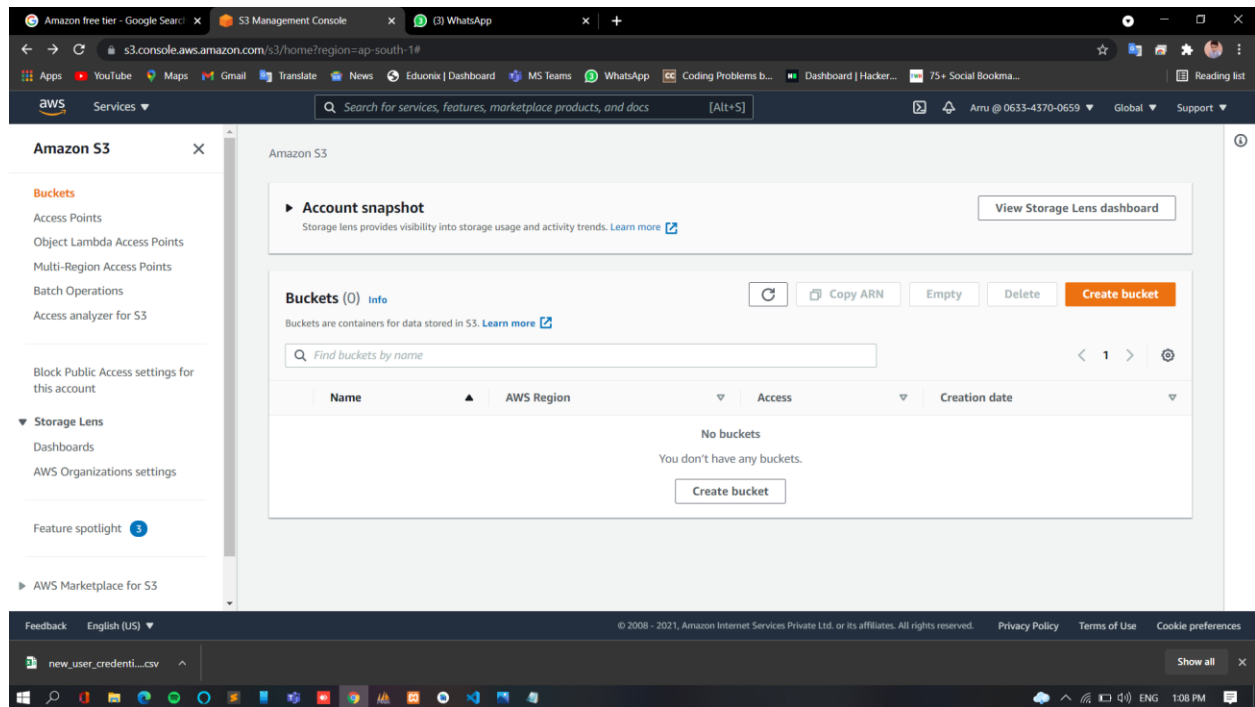 Amazon free tier - Google Search
S3 Management Console
(3) WhatsApp
s3.console.aws.amazon.com/s3/home?region=ap-south-1#
Apps YouTube Maps Gmail Translate News Eduonix | Dashboard MS Teams WhatsApp Coding Problems b... Dashboard | Hacker... 75+ Social Bookma... Reading list
aws Services Search for services, features, marketplace products, and docs [Alt+S] Arru @ 0633-4370-0659 Global Support
Amazon S3
Buckets
Access Points
Object Lambda Access Points
Multi-Region Access Points
Batch Operations
Access analyzer for S3
Block Public Access settings for
this account
Storage Lens
Dashboards
AWS Organizations settings
Feature spotlight 3
AWS Marketplace for S3
Amazon S3
Account snapshot
Storage lens provides visibility into storage usage and activity trends. Learn more
View Storage Lens dashboard
Buckets (0) Info
Copy ARN Empty Delete Create bucket
Buckets are containers for data stored in S3. Learn more
Find buckets by name
1
Name AWS Region Access Creation date
No buckets
You don't have any buckets.
Create bucket
Feedback English (US) © 2008 - 2021, Amazon Internet Services Private Ltd. or its affiliates. All rights reserved. Privacy Policy Terms of Use Cookie preferences
new_user_credenti....csv Show all
ENG 1:08 PM